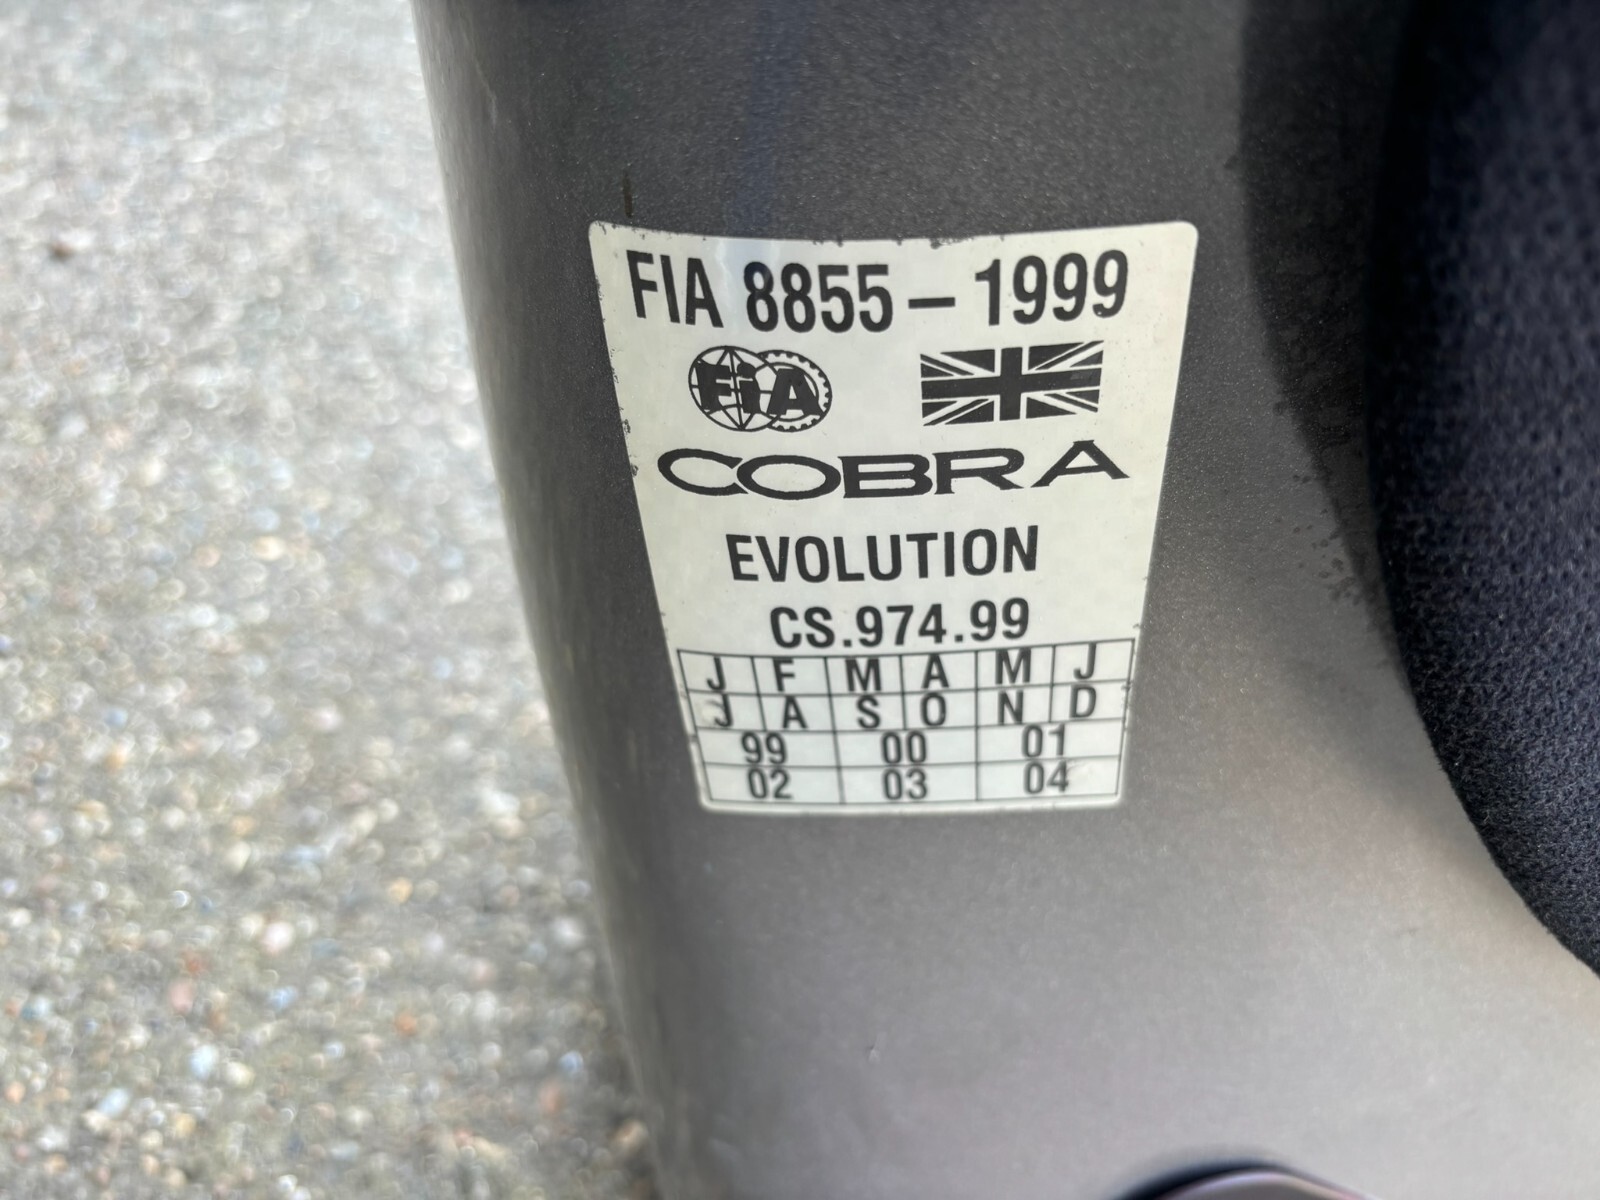 FIA 8855-1999
FiA
COBRA
EVOLUTION
CS.974.99
J F M A M J
J A S O N D
99 00 01
02 03 04